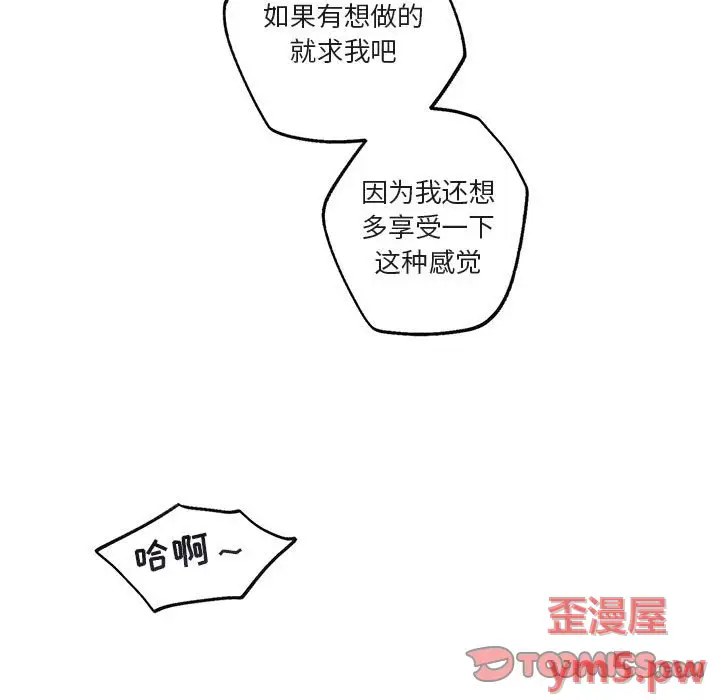 如果有想做的
就求我吧
因为我还想
多享受一下
这种感觉
哈啊~
歪漫屋
TOOMICS
ym5.pw